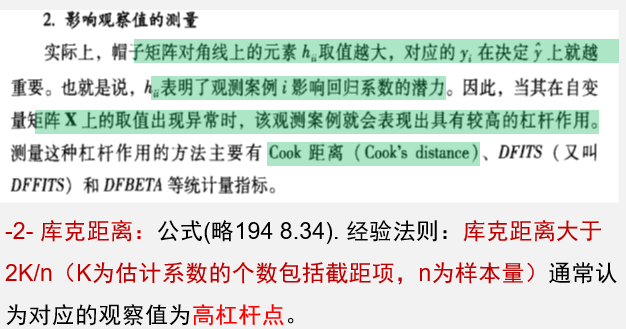 2. 影响观察值的测量
实际上，帽子矩阵对角线上的元素 hᵢᵢ 取值越大，对应的 yᵢ 在决定 ŷ 上就越
重要。也就是说，hᵢᵢ表明了观测案例 i 影响回归系数的潜力。因此，当其在自变
量矩阵 X 上的取值出现异常时，该观测案例就会表现出具有较高的杠杆作用。
测量这种杠杆作用的方法主要有 Cook 距离（Cook's distance）、DFITS（又叫
DFFITS）和 DFBETA 等统计量指标。
-2- 库克距离：公式(略194 8.34). 经验法则：库克距离大于
2K/n（K为估计系数的个数包括截距项，n为样本量）通常认
为对应的观察值为高杠杆点。